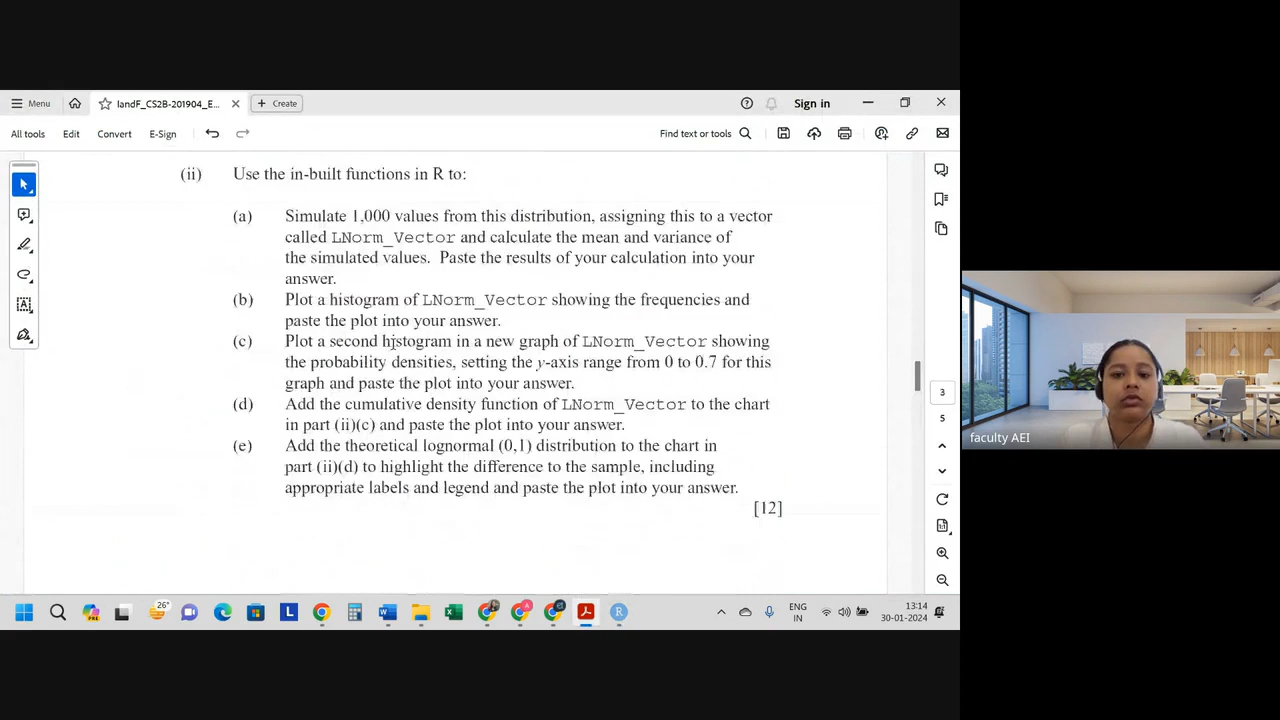 Menu
IandF_CS2B-201904_E...
Create
Sign in
All tools
Edit
Convert
E-Sign
Find text or tools
(ii) Use the in-built functions in R to:
(a) Simulate 1,000 values from this distribution, assigning this to a vector
called LNorm_Vector and calculate the mean and variance of
the simulated values. Paste the results of your calculation into your
answer.
(b) Plot a histogram of LNorm_Vector showing the frequencies and
paste the plot into your answer.
(c) Plot a second histogram in a new graph of LNorm_Vector showing
the probability densities, setting the y-axis range from 0 to 0.7 for this
graph and paste the plot into your answer.
(d) Add the cumulative density function of LNorm_Vector to the chart
in part (ii)(c) and paste the plot into your answer.
(e) Add the theoretical lognormal (0,1) distribution to the chart in
part (ii)(d) to highlight the difference to the sample, including
appropriate labels and legend and paste the plot into your answer.
[12]
3
5
faculty AEI
26°
ENG
IN
13:14
30-01-2024